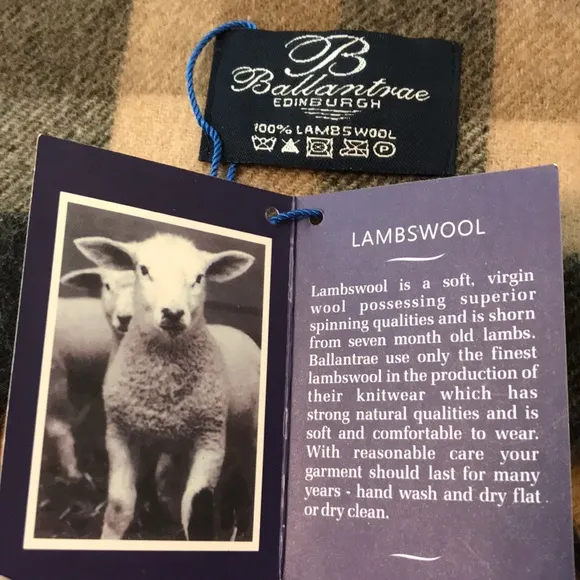 B
Ballantrae
EDINBURGH
100% LAMBSWOOL
P
LAMBSWOOL
Lambswool is a soft, virgin
wool possessing superior
spinning qualities and is shorn
from seven month old lambs.
Ballantrae use only the finest
lambswool in the production of
their knitwear which has
strong natural qualities and is
soft and comfortable to wear.
With reasonable care your
garment should last for many
years - hand wash and dry flat
or dry clean.